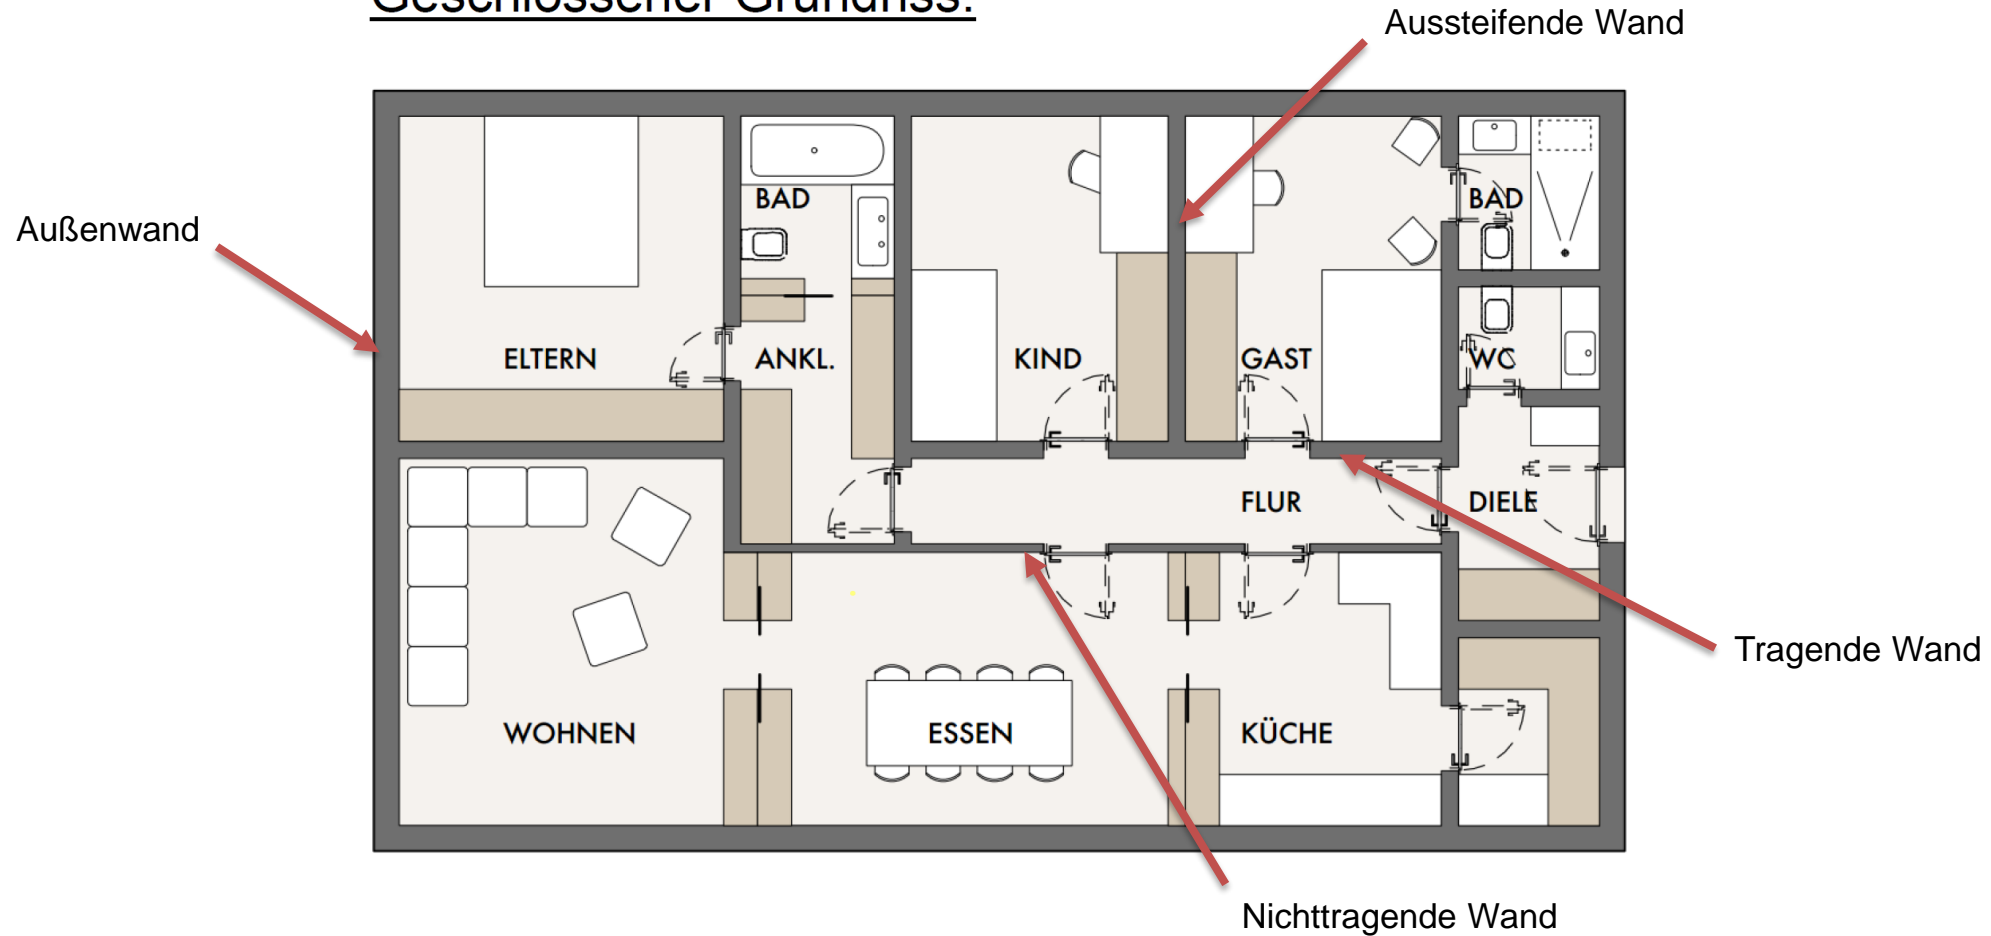 Geschlossener Grundriss:
Aussteifende Wand
Außenwand
BAD
BAD
ELTERN
ANKL.
KIND
GAST
WC
FLUR
DIELE
Tragende Wand
WOHNEN
ESSEN
KÜCHE
Nichttragende Wand